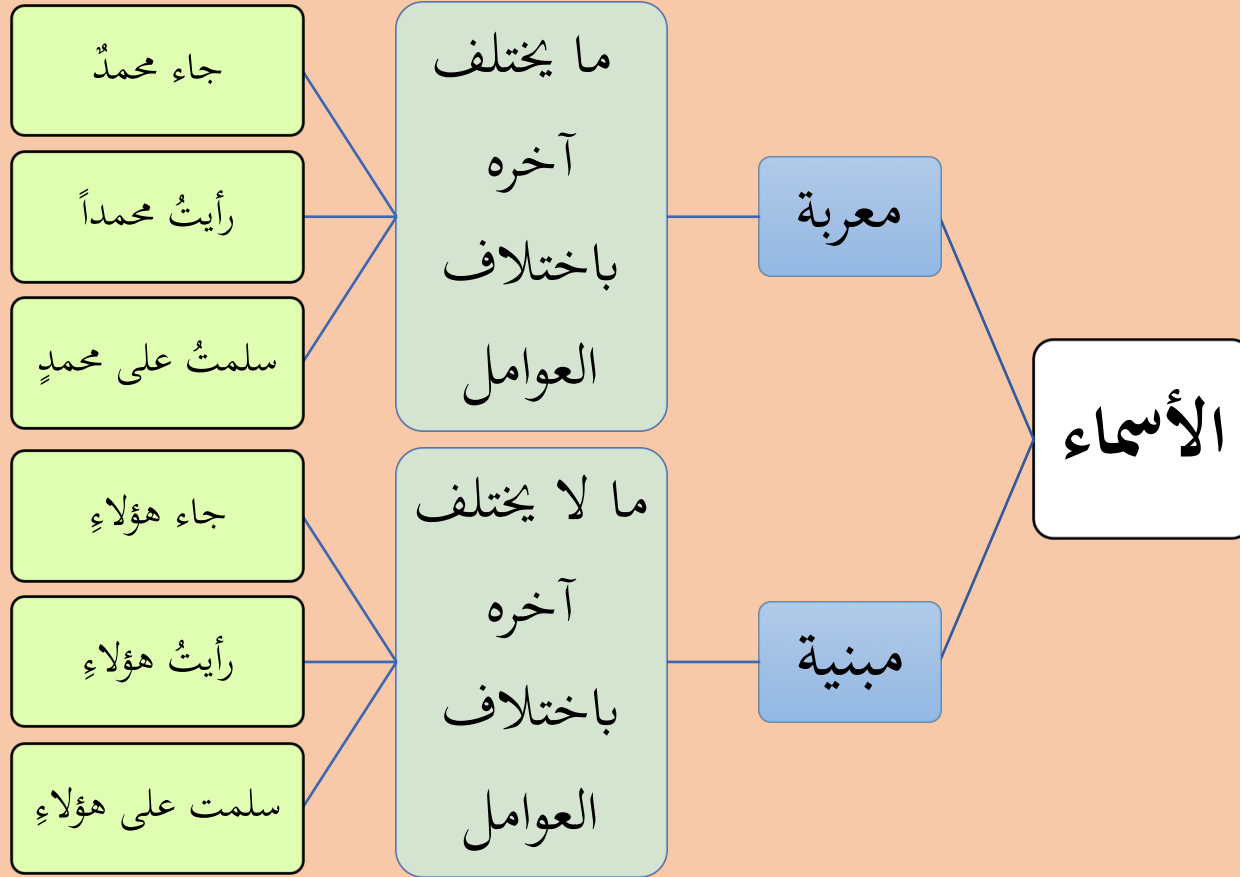 الأسماء
معربة
ما يختلف
آخره
باختلاف
العوامل
جاء محمدٌ
رأيتُ محمداً
سلمتُ على محمدٍ
مبنية
ما لا يختلف
آخره
باختلاف
العوامل
جاء هؤلاءِ
رأيتُ هؤلاءِ
سلمت على هؤلاءِ